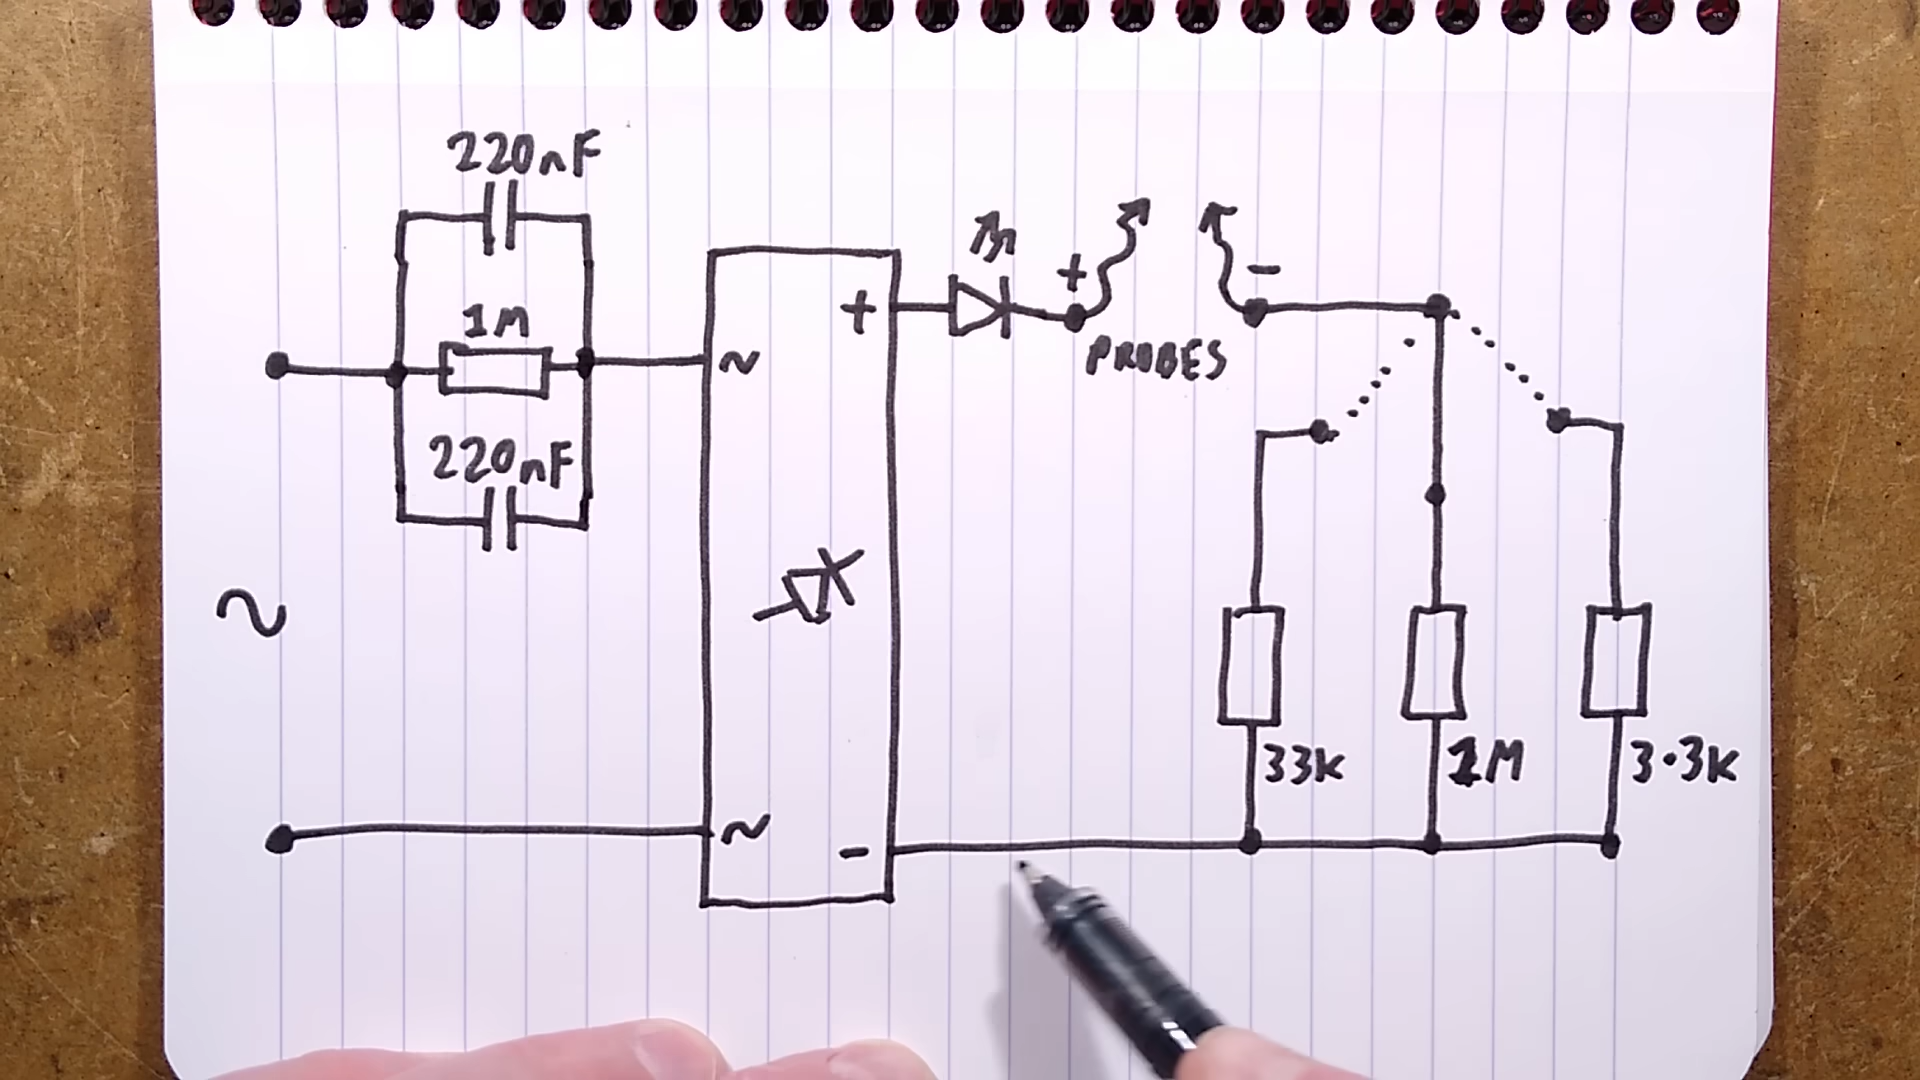 220nF
1M
220nF
~
~
~
+
-
+
-
PROBES
33K
1M
3.3K